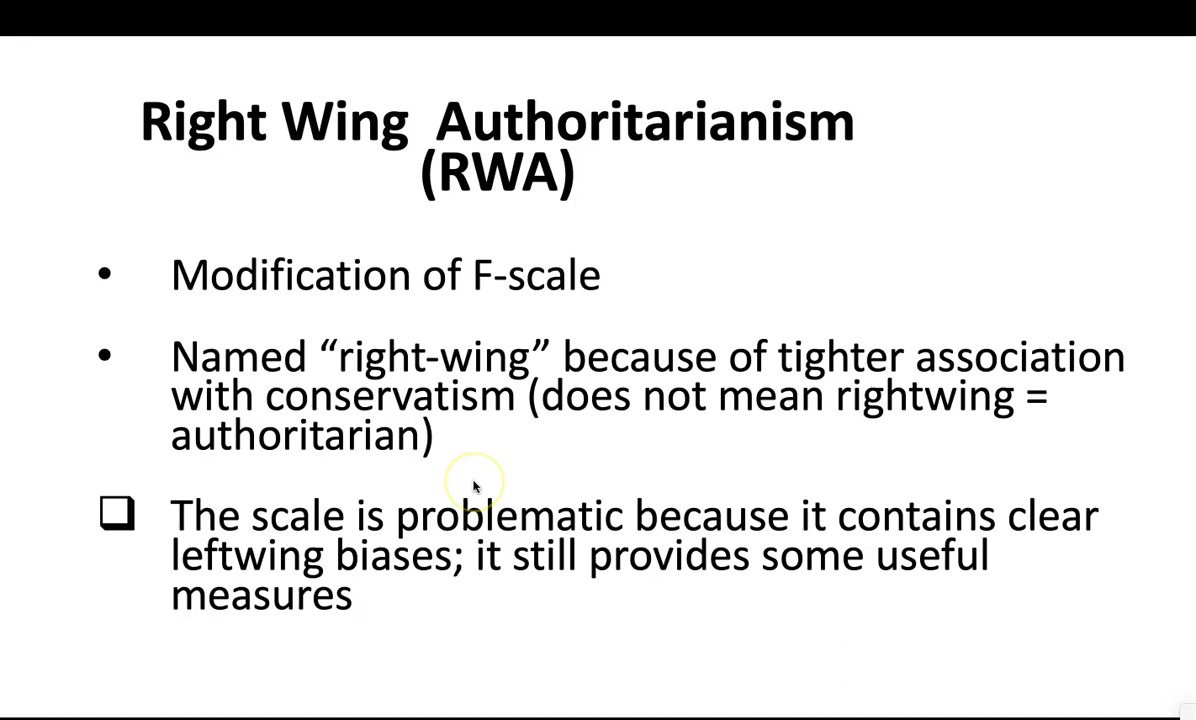 Right Wing Authoritarianism
(RWA)
• Modification of F-scale
• Named “right-wing” because of tighter association
with conservatism (does not mean rightwing =
authoritarian)
❑ The scale is problematic because it contains clear
leftwing biases; it still provides some useful
measures